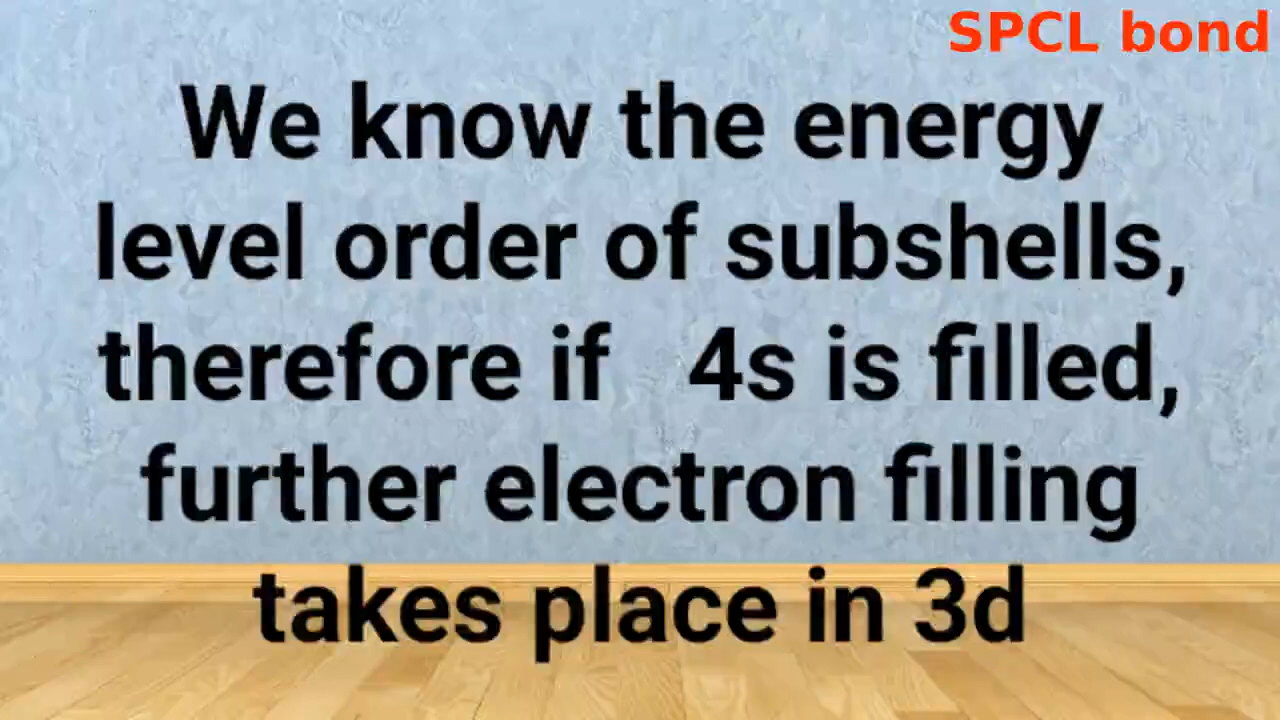 SPCL bond
We know the energy
level order of subshells,
therefore if 4s is filled,
further electron filling
takes place in 3d